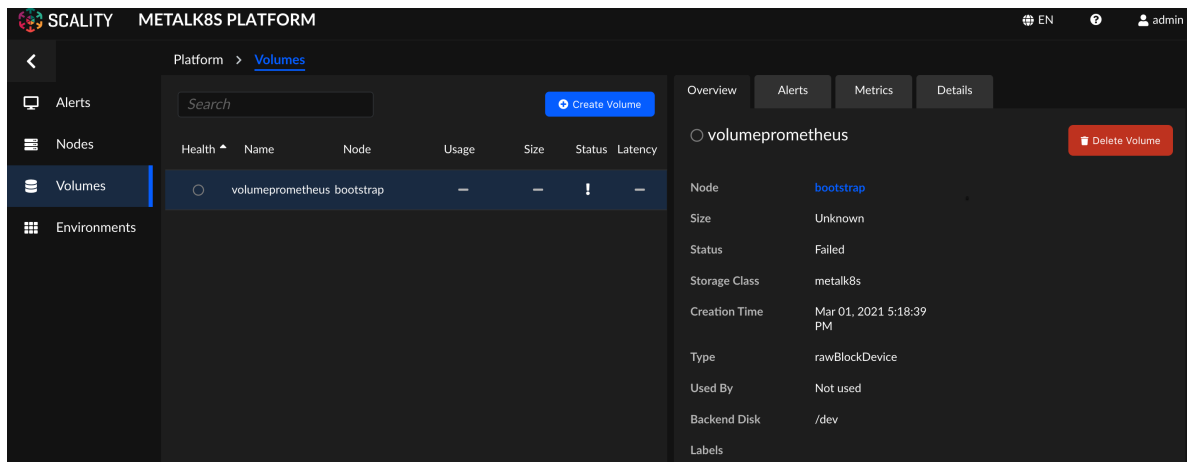 SCALITY METALK8S PLATFORM EN ? admin
Platform > Volumes
Alerts
Nodes
Volumes
Environments
Search
Create Volume
Health Name Node Usage Size Status Latency
volumeprometheus bootstrap – – ! –
Overview Alerts Metrics Details
volumeprometheus
Delete Volume
Node bootstrap
Size Unknown
Status Failed
Storage Class metalk8s
Creation Time Mar 01, 2021 5:18:39
PM
Type rawBlockDevice
Used By Not used
Backend Disk /dev
Labels